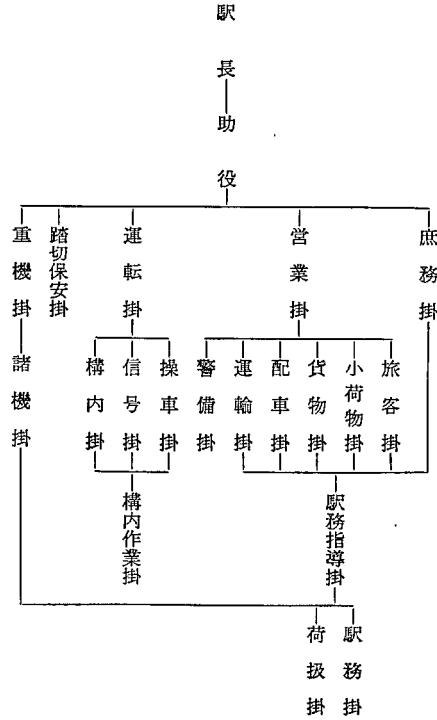 駅長
助役
庶務掛
営業掛
運転掛
踏切保安掛
重機掛
旅客掛
小荷物掛
貨物掛
配車掛
運輸掛
警備掛
操車掛
信号掛
構内掛
諸機掛
駅務指導掛
構内作業掛
駅務掛
荷扱掛